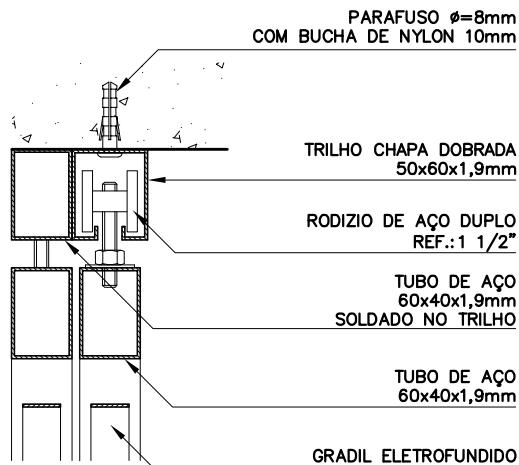 PARAFUSO ø=8mm
COM BUCHA DE NYLON 10mm
TRILHO CHAPA DOBRADA
50x60x1,9mm
RODIZIO DE AÇO DUPLO
REF.:1 1/2"
TUBO DE AÇO
60x40x1,9mm
SOLDADO NO TRILHO
TUBO DE AÇO
60x40x1,9mm
GRADIL ELETROFUNDIDO